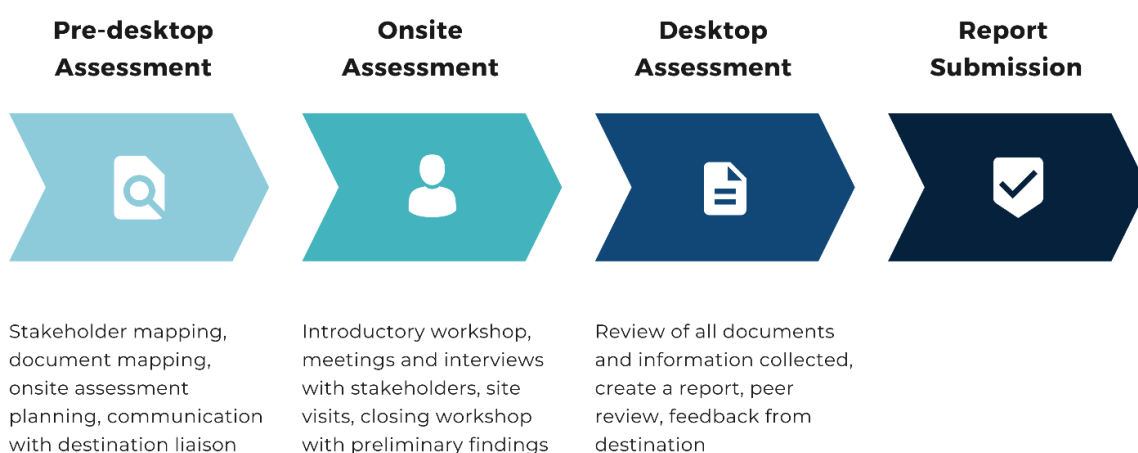 Pre-desktop
Assessment
Onsite
Assessment
Desktop
Assessment
Report
Submission
Stakeholder mapping,
document mapping,
onsite assessment
planning, communication
with destination liaison
Introductory workshop,
meetings and interviews
with stakeholders, site
visits, closing workshop
with preliminary findings
Review of all documents
and information collected,
create a report, peer
review, feedback from
destination